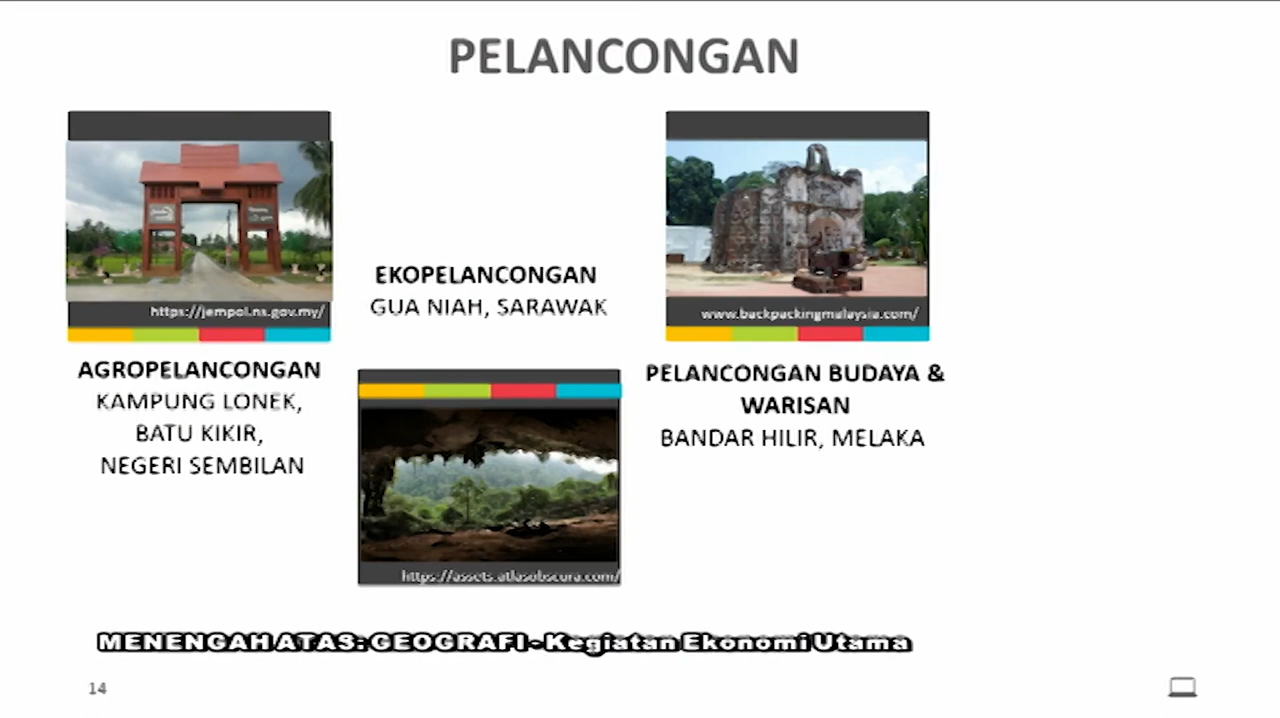 PELANCONGAN
https://jempol.ns.gov.my/
AGROPELANCONGAN
KAMPUNG LONEK,
BATU KIKIR,
NEGERI SEMBILAN
EKOPELANCONGAN
GUA NIAH, SARAWAK
https://assets.atlasobscura.com/
www.backpackingmalaysia.com/
PELANCONGAN BUDAYA &
WARISAN
BANDAR HILIR, MELAKA
MENENGAH ATAS: GEOGRAFI - Kegiatan Ekonomi Utama
14